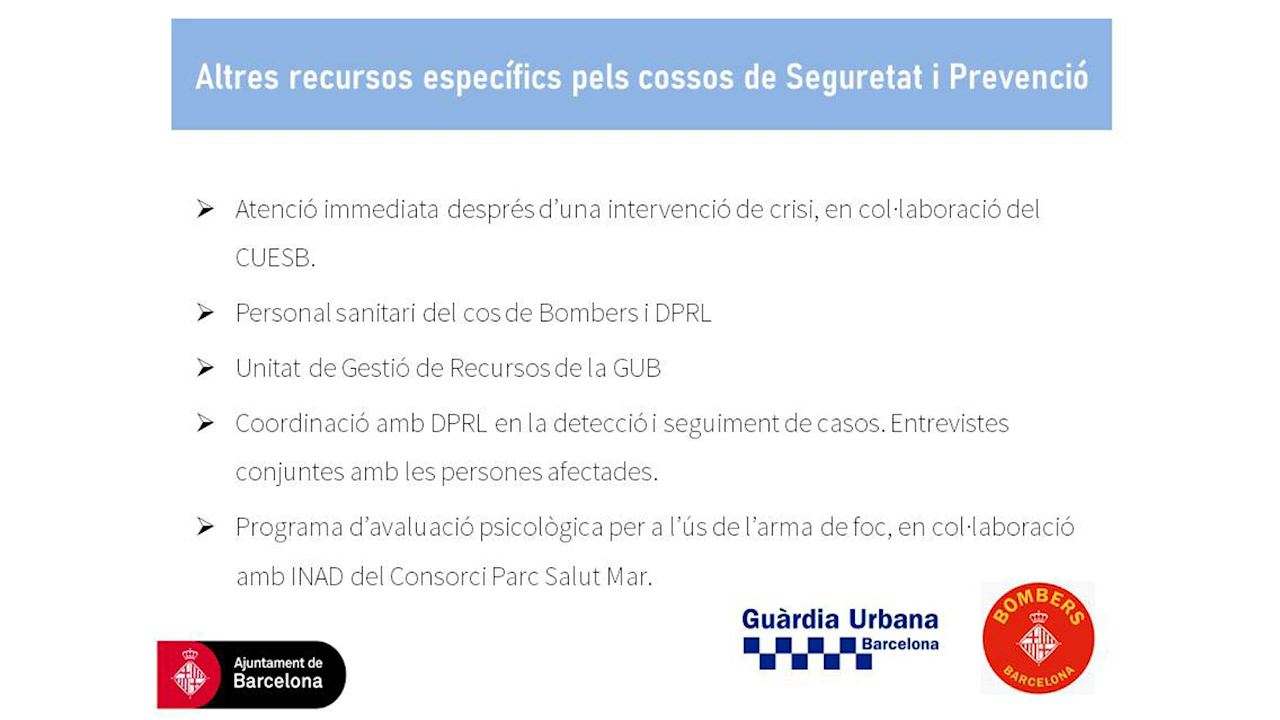 Altres recursos específics pels cossos de Seguretat i Prevenció
Atenció immediata després d’una intervenció de crisi, en col·laboració del
CUESB.
Personal sanitari del cos de Bombers i DPRL
Unitat de Gestió de Recursos de la GUB
Coordinació amb DPRL en la detecció i seguiment de casos. Entrevistes
conjuntes amb les persones afectades.
Programa d’avaluació psicològica per a l’ús de l’arma de foc, en col·laboració
amb INAD del Consorci Parc Salut Mar.
Guàrdia Urbana
Barcelona
BOMBERS
BARCELONA
Ajuntament de
Barcelona